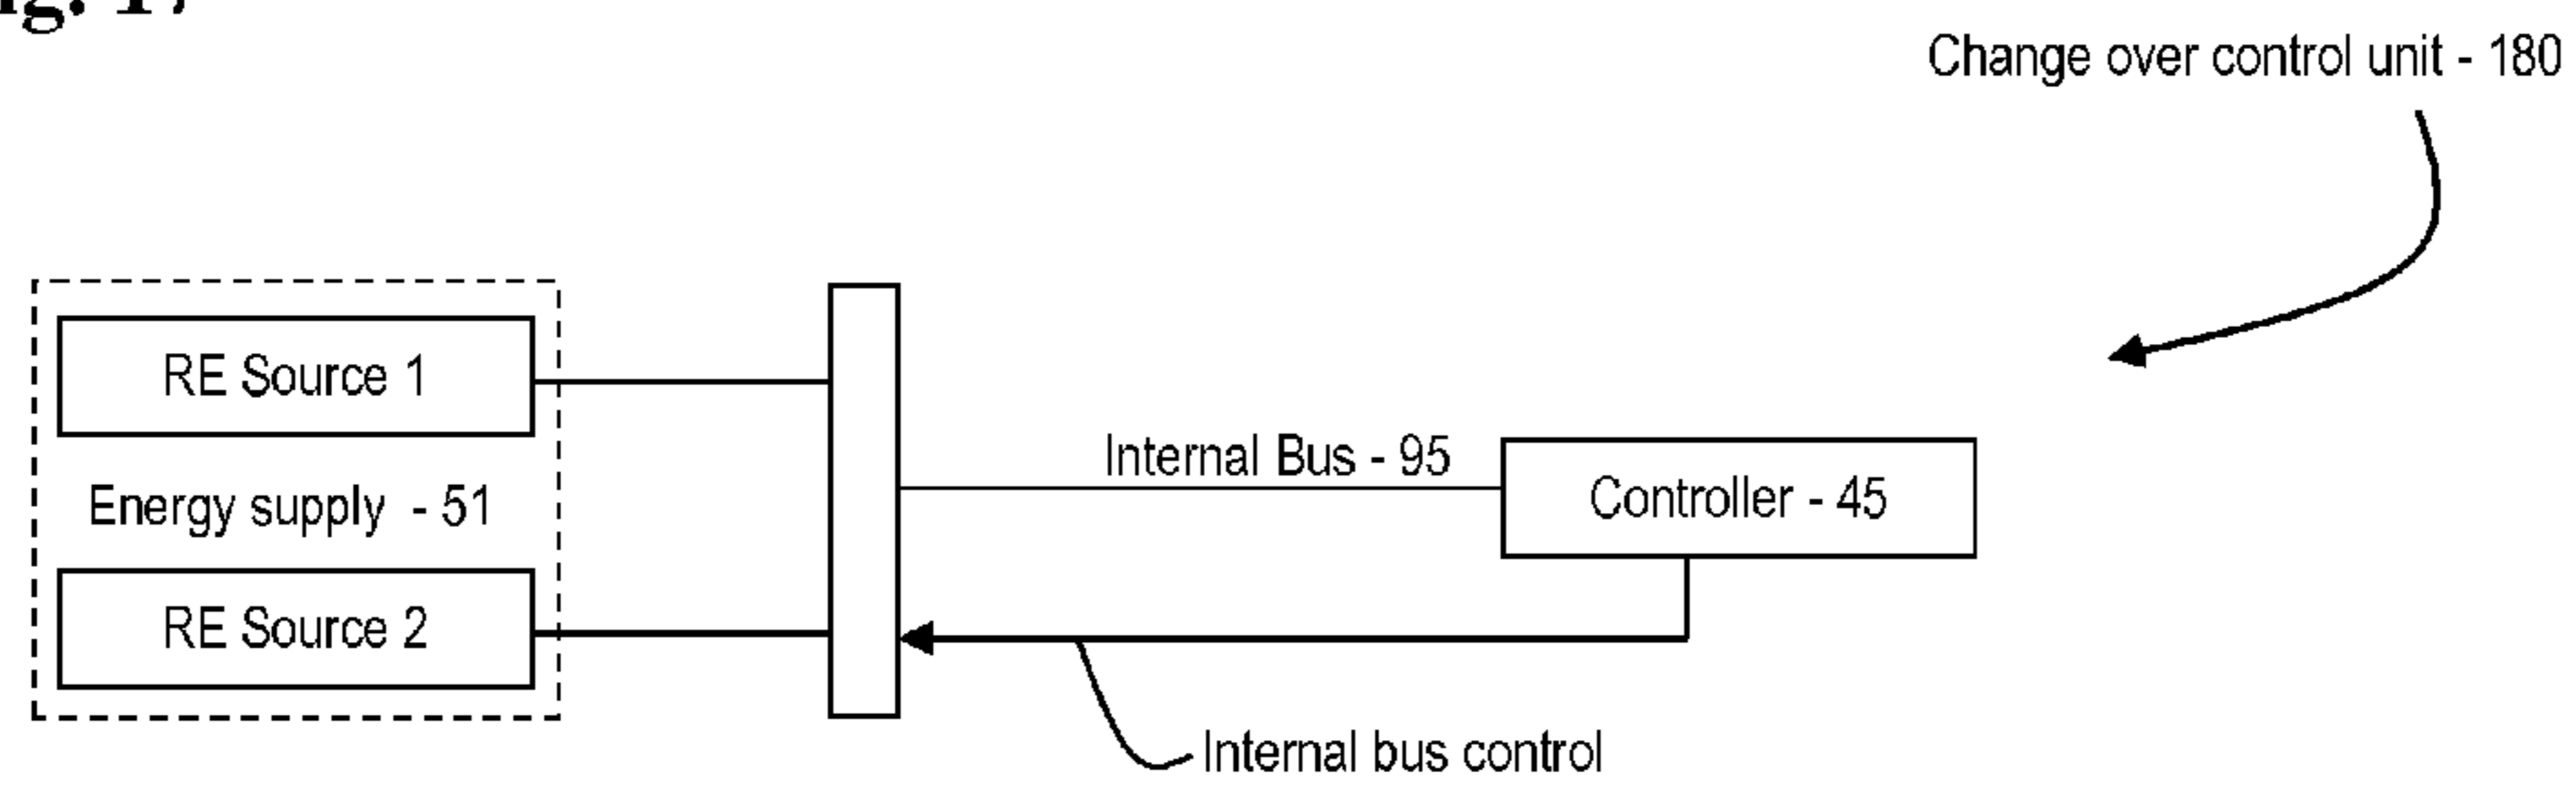 Change over control unit - 180
RE Source 1
Internal Bus - 95
Controller - 45
Energy supply - 51
RE Source 2
Internal bus control